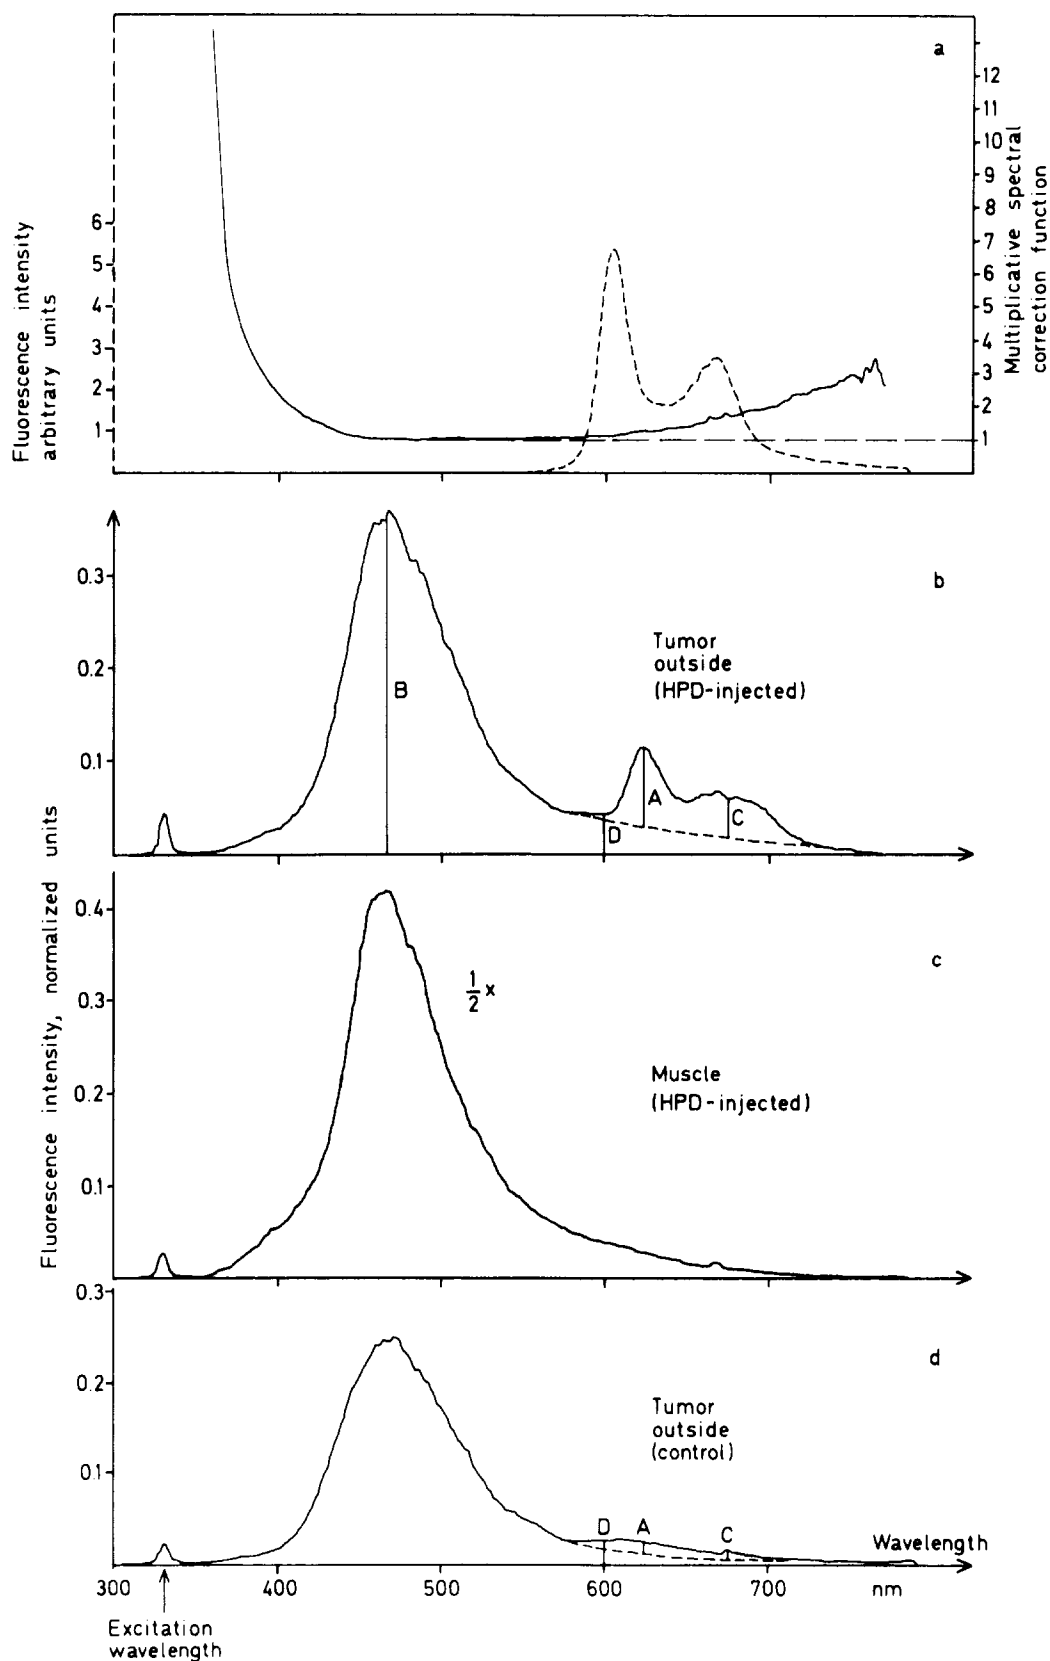 a
Fluorescence intensity
arbitrary units
6
5
4
3
2
1
12
11
10
9
8
7
6
5
4
3
2
1
Multiplicative spectral
correction function
b
0.3
0.2
0.1
Tumor
outside
(HPD-injected)
B
A
C
D
Fluorescence intensity, normalized units
c
0.4
0.3
0.2
0.1
1/2 x
Muscle
(HPD-injected)
d
0.3
0.2
0.1
Tumor
outside
(control)
D
A
C
Wavelength
300
400
500
600
700
nm
Excitation
wavelength